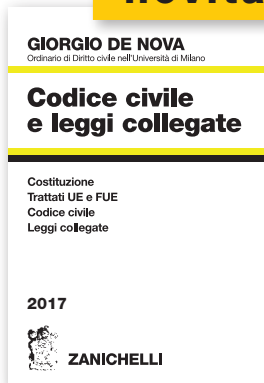 GIORGIO DE NOVA
Ordinario di Diritto civile nell'Università di Milano
Codice civile
e leggi collegate
Costituzione
Trattati UE e FUE
Codice civile
Leggi collegate
2017
ZANICHELLI